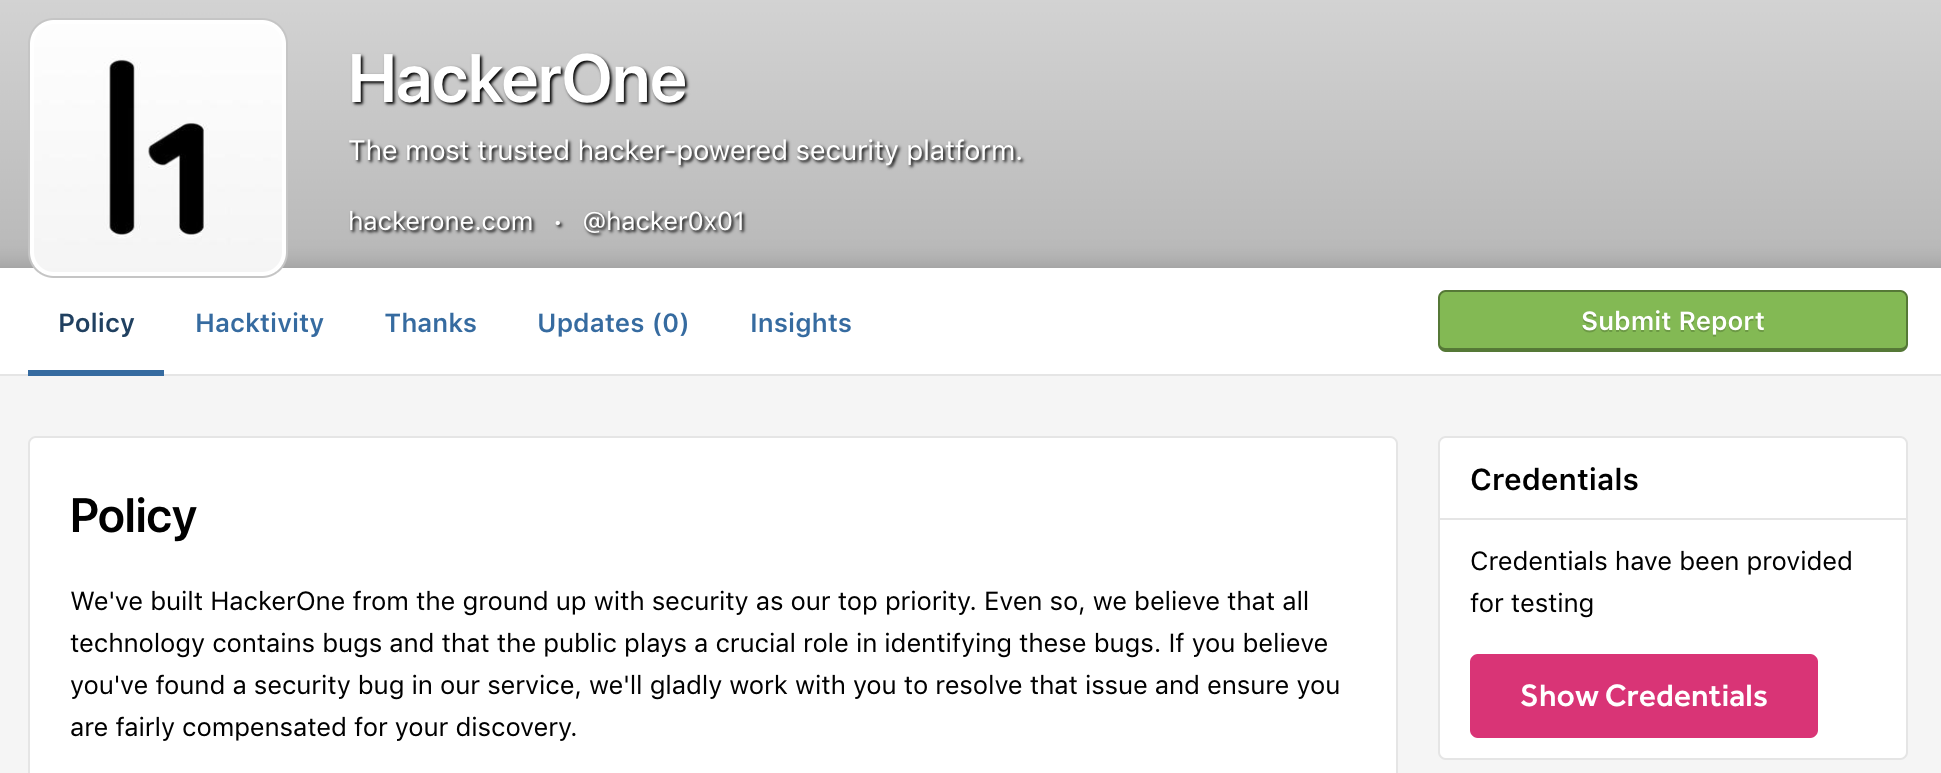 h1
HackerOne
The most trusted hacker-powered security platform.
hackerone.com · @hacker0x01
Policy Hacktivity Thanks Updates (0) Insights Submit Report
Policy
We've built HackerOne from the ground up with security as our top priority. Even so, we believe that all
technology contains bugs and that the public plays a crucial role in identifying these bugs. If you believe
you've found a security bug in our service, we'll gladly work with you to resolve that issue and ensure you
are fairly compensated for your discovery.
Credentials
Credentials have been provided
for testing
Show Credentials